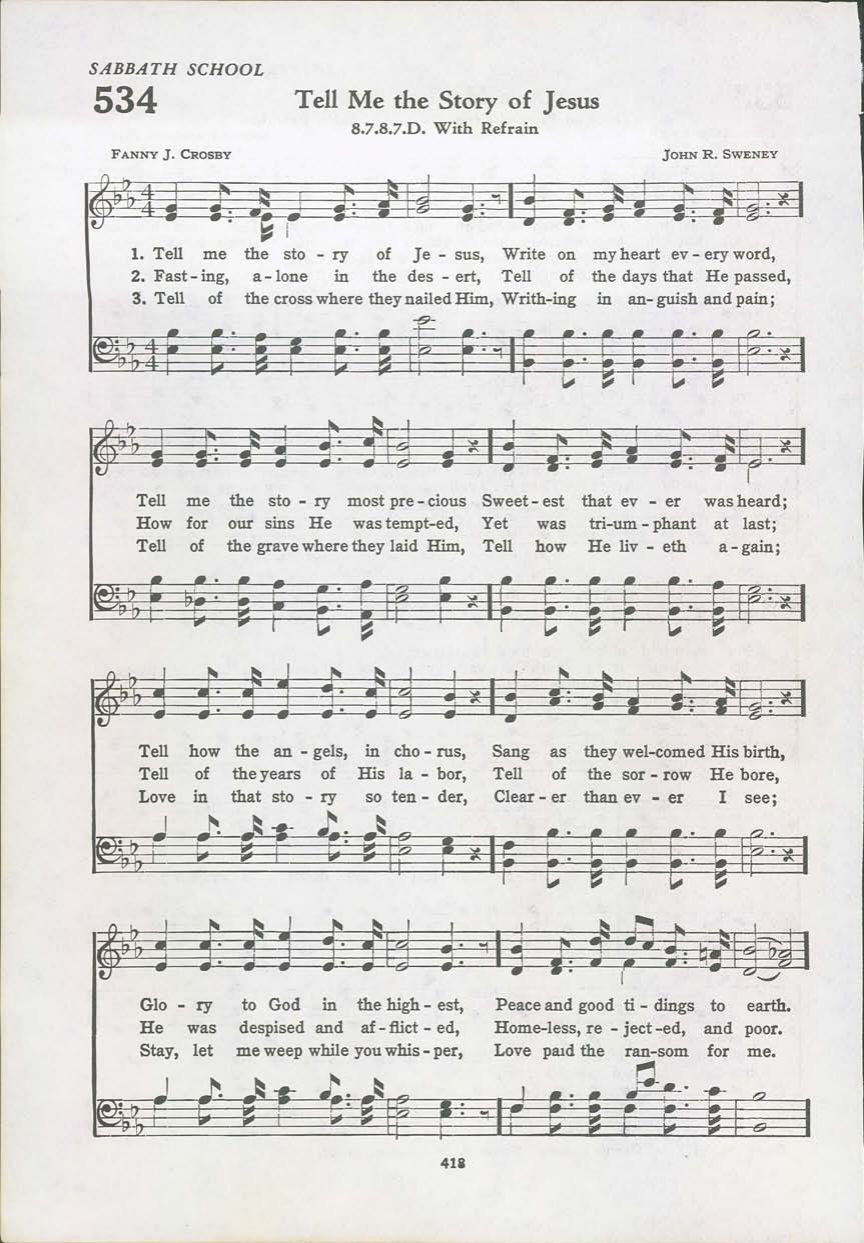 SABBATH SCHOOL
534
Tell Me the Story of Jesus
8.7.8.7.D. With Refrain
FANNY J. CROSBY JOHN R. SWENEY
4
4
1. Tell me the sto - ry of Je - sus, Write on my heart ev - ery word,
2. Fast - ing, a - lone in the des - ert, Tell of the days that He passed,
3. Tell of the cross where they nailed Him, Writh - ing in an - guish and pain;
4
4
Tell me the sto - ry most pre - cious Sweet - est that ev - er was heard;
How for our sins He was tempt - ed, Yet was tri - um - phant at last;
Tell of the grave where they laid Him, Tell how He liv - eth a - gain;
Tell how the an - gels, in cho - rus, Sang as they wel - comed His birth,
Tell of the years of His la - bor, Tell of the sor - row He bore,
Love in that sto - ry so ten - der, Clear - er than ev - er I see;
Glo - ry to God in the high - est, Peace and good ti - dings to earth.
He was despised and af - flict - ed, Home - less, re - ject - ed, and poor.
Stay, let me weep while you whis - per, Love paid the ran - som for me.
418